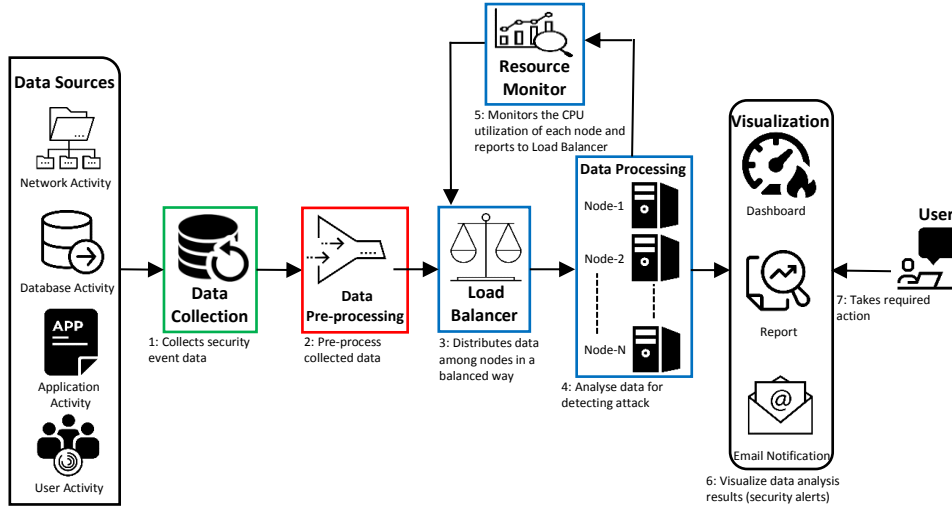 Data Sources
Network Activity
Database Activity
APP
Application
Activity
User Activity
Data
Collection
1: Collects security
event data
Data
Pre-processing
2: Pre-process
collected data
Resource
Monitor
5: Monitors the CPU
utilization of each node and
reports to Load Balancer
Load
Balancer
3: Distributes data
among nodes in a
balanced way
Data Processing
Node-1
Node-2
Node-N
4: Analyse data for
detecting attack
Visualization
Dashboard
Report
@
Email Notification
6: Visualize data analysis
results (security alerts)
User
7: Takes required
action